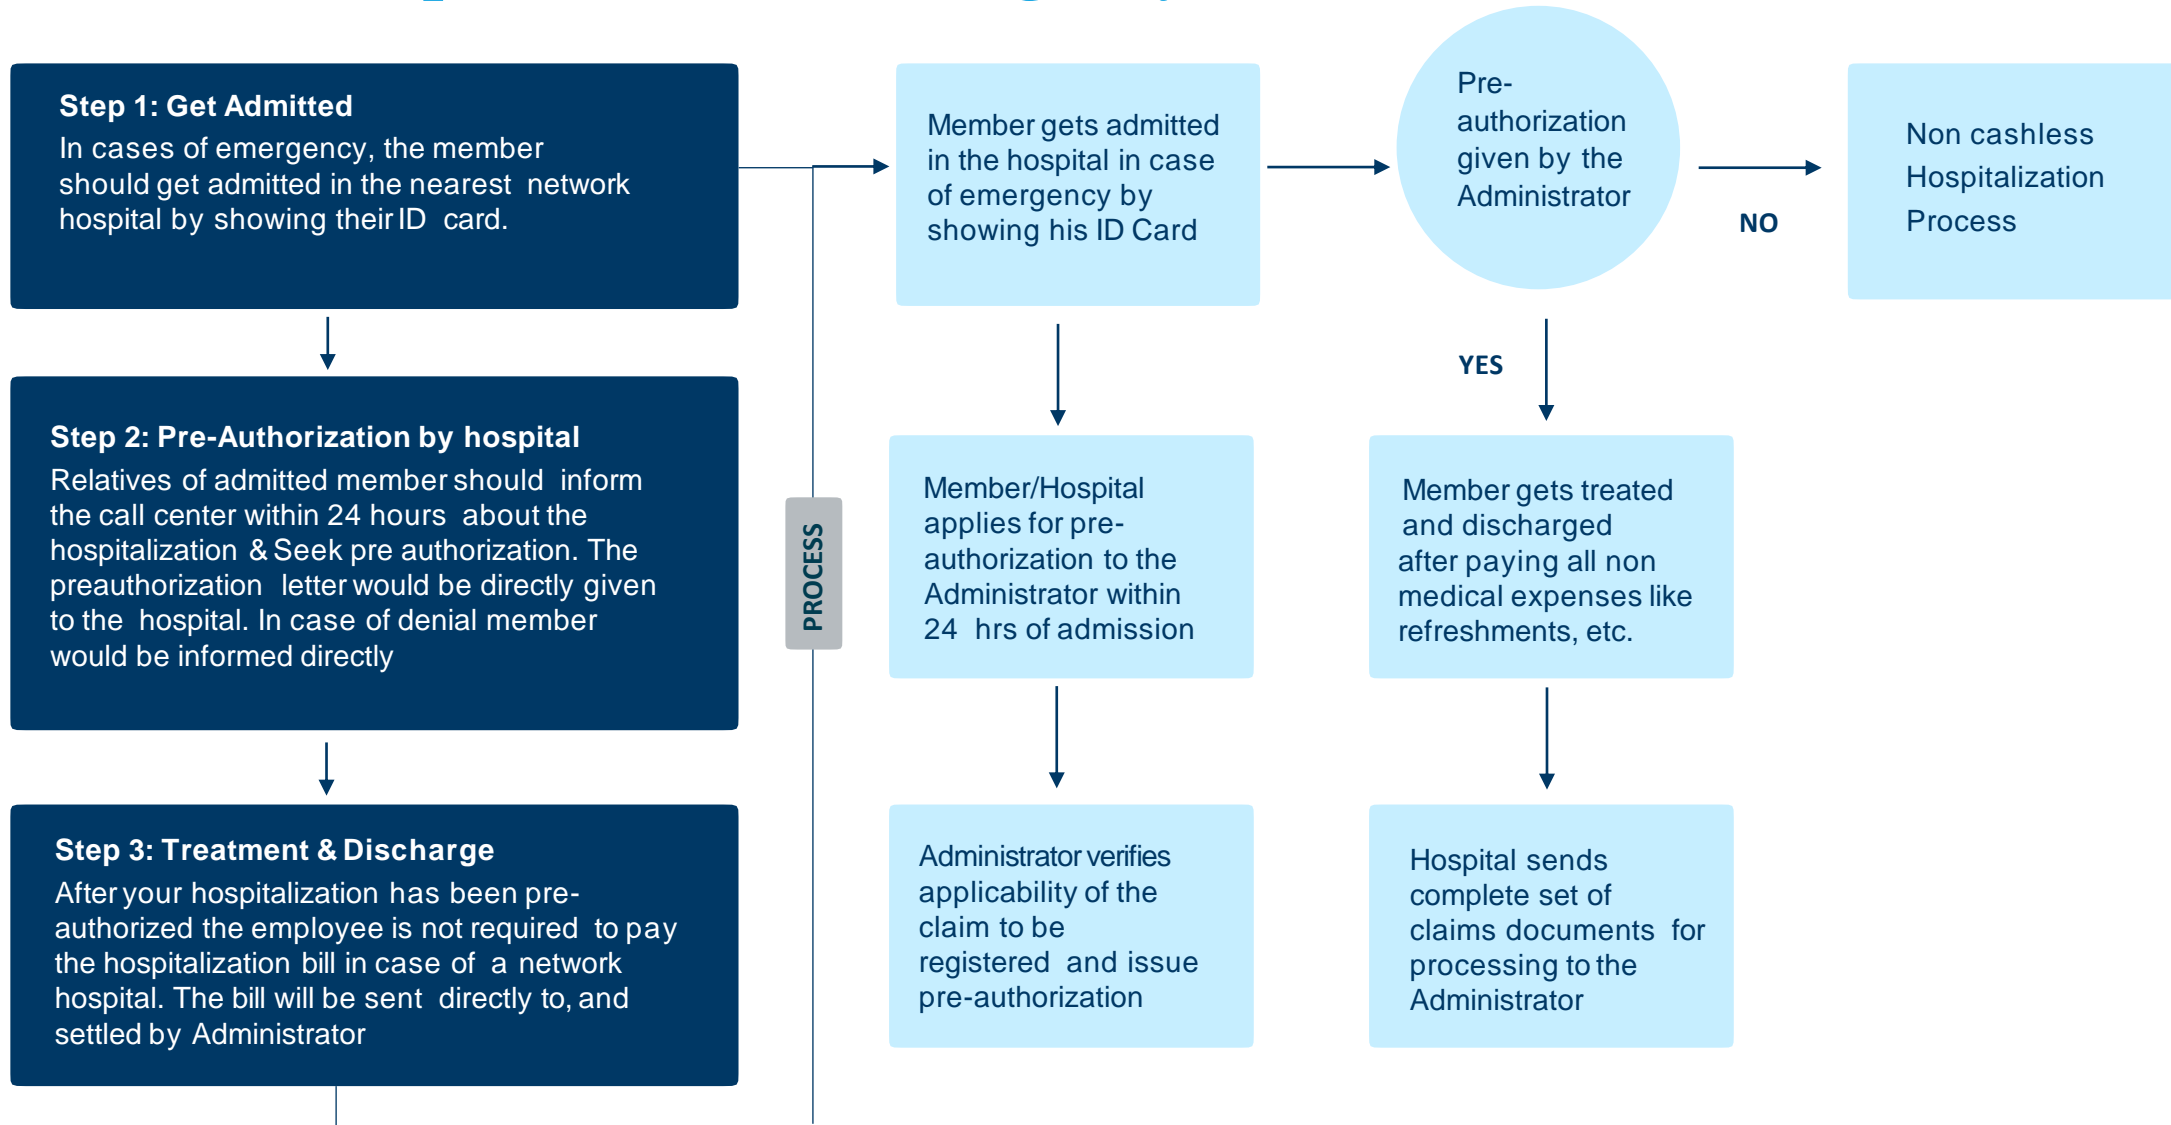 Step 1: Get Admitted
In cases of emergency, the member
should get admitted in the nearest network
hospital by showing their ID card.
Step 2: Pre-Authorization by hospital
Relatives of admitted member should inform
the call center within 24 hours about the
hospitalization & Seek pre authorization. The
preauthorization letter would be directly given
to the hospital. In case of denial member
would be informed directly
Step 3: Treatment & Discharge
After your hospitalization has been pre-
authorized the employee is not required to pay
the hospitalization bill in case of a network
hospital. The bill will be sent directly to, and
settled by Administrator
PROCESS
Member gets admitted
in the hospital in case
of emergency by
showing his ID Card
Member/Hospital
applies for pre-
authorization to the
Administrator within
24 hrs of admission
Administrator verifies
applicability of the
claim to be
registered and issue
pre-authorization
Pre-
authorization
given by the
Administrator
NO
Non cashless
Hospitalization
Process
YES
Member gets treated
and discharged
after paying all non
medical expenses like
refreshments, etc.
Hospital sends
complete set of
claims documents for
processing to the
Administrator